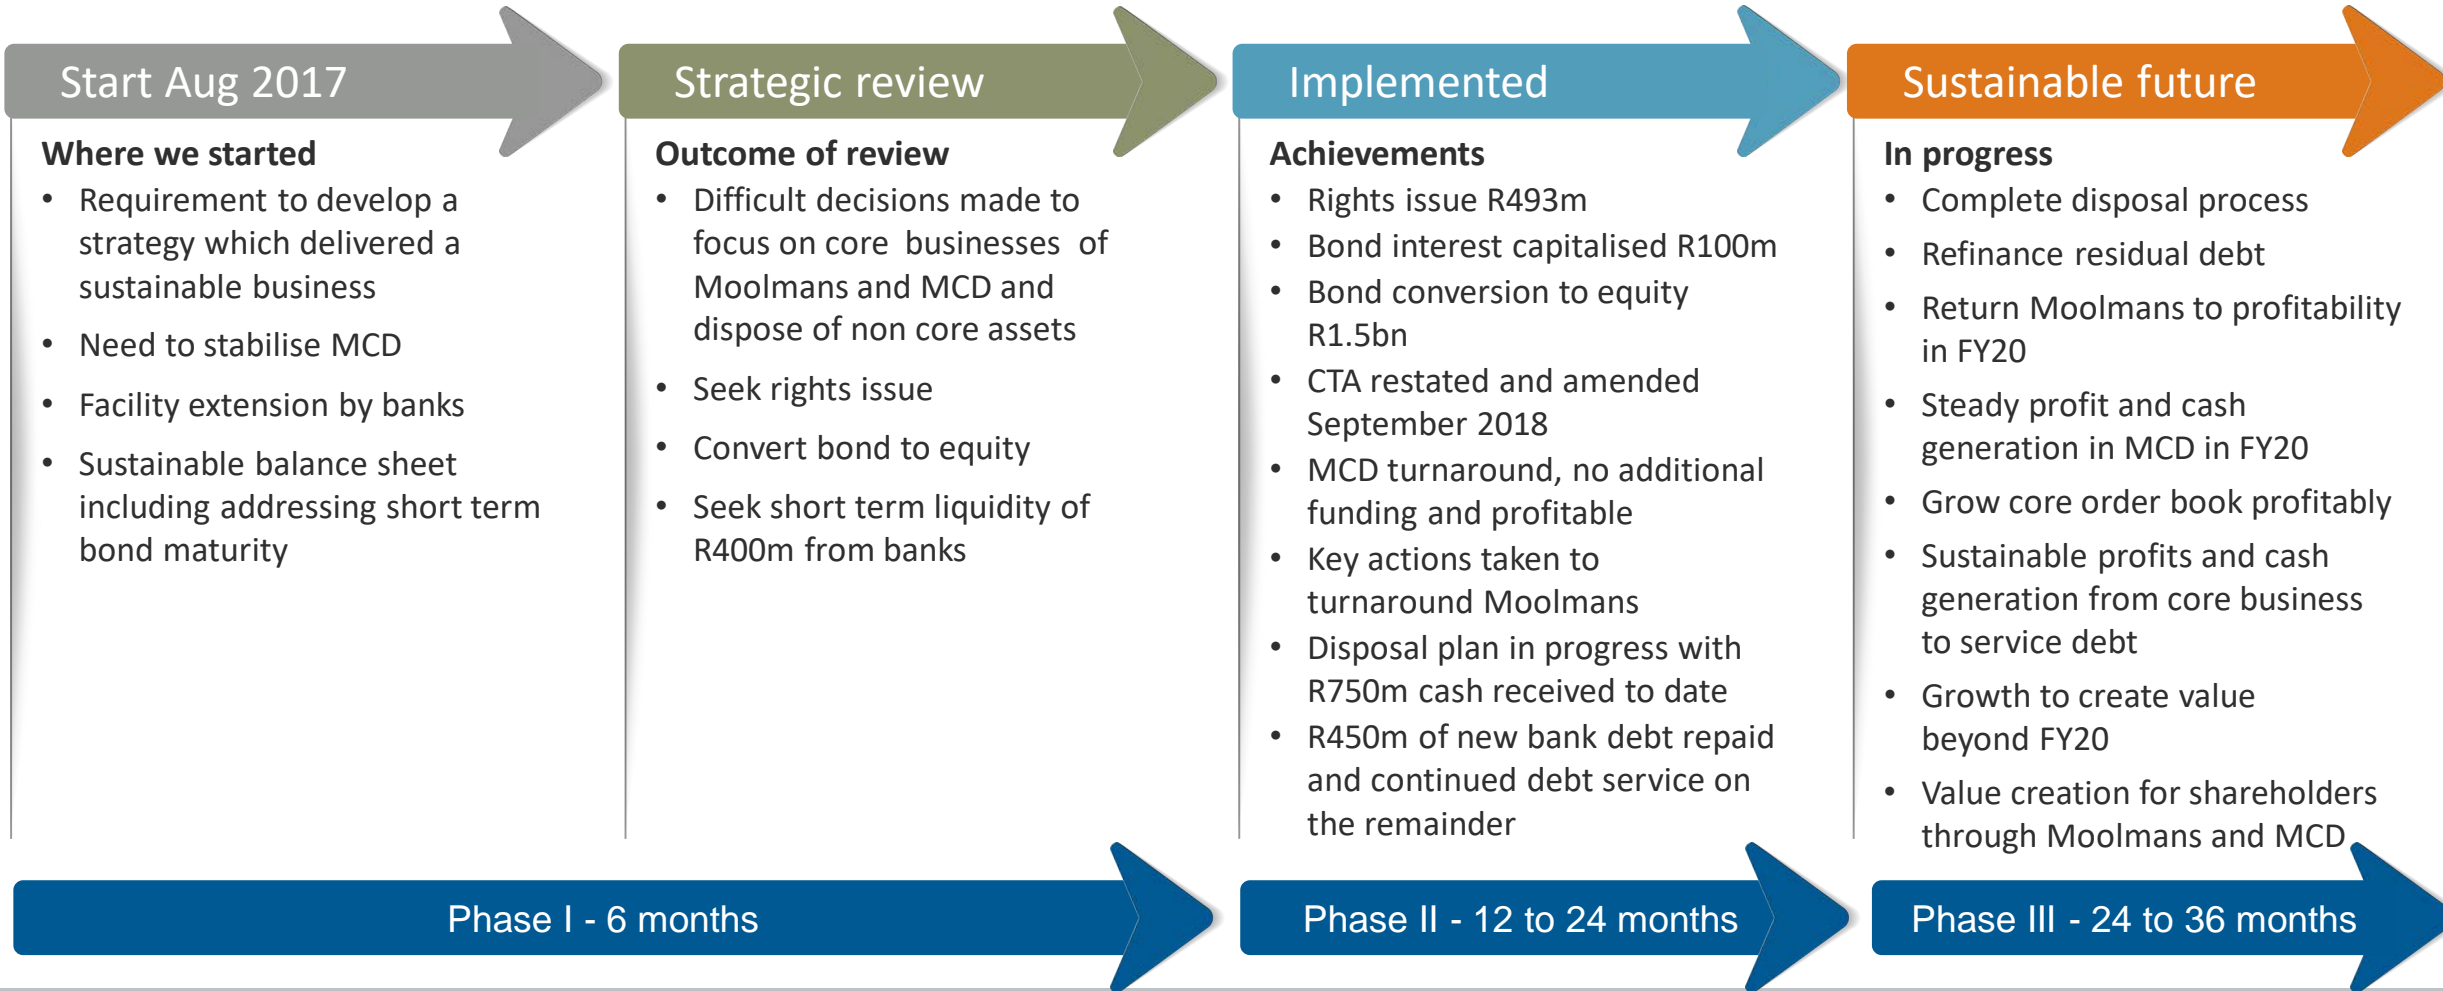 Start Aug 2017
Where we started
• Requirement to develop a
strategy which delivered a
sustainable business
• Need to stabilise MCD
• Facility extension by banks
• Sustainable balance sheet
including addressing short term
bond maturity
Strategic review
Outcome of review
• Difficult decisions made to
focus on core businesses of
Moolmans and MCD and
dispose of non core assets
• Seek rights issue
• Convert bond to equity
• Seek short term liquidity of
R400m from banks
Implemented
Achievements
• Rights issue R493m
• Bond interest capitalised R100m
• Bond conversion to equity
R1.5bn
• CTA restated and amended
September 2018
• MCD turnaround, no additional
funding and profitable
• Key actions taken to
turnaround Moolmans
• Disposal plan in progress with
R750m cash received to date
• R450m of new bank debt repaid
and continued debt service on
the remainder
Sustainable future
In progress
• Complete disposal process
• Refinance residual debt
• Return Moolmans to profitability
in FY20
• Steady profit and cash
generation in MCD in FY20
• Grow core order book profitably
• Sustainable profits and cash
generation from core business
to service debt
• Growth to create value
beyond FY20
• Value creation for shareholders
through Moolmans and MCD
Phase I - 6 months
Phase II - 12 to 24 months
Phase III - 24 to 36 months